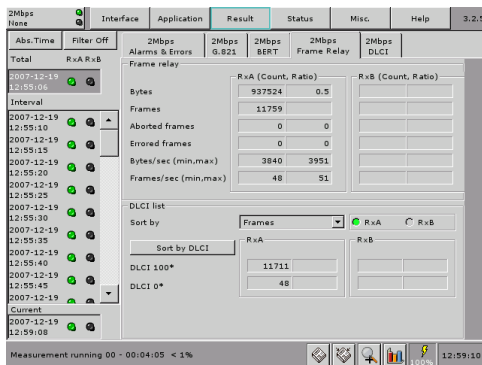 2Mbps
None
Interface Application Result Status Misc. Help 3.2.5
Abs.Time Filter Off
Total RxA RxB
2007-12-19
12:55:06
Interval
2007-12-19
12:55:10
2007-12-19
12:55:15
2007-12-19
12:55:20
2007-12-19
12:55:25
2007-12-19
12:55:30
2007-12-19
12:55:35
2007-12-19
12:55:40
2007-12-19
12:55:45
2007-12-19
Current
2007-12-19
12:59:08
2Mbps
Alarms & Errors
2Mbps
G.821
2Mbps
BERT
2Mbps
Frame Relay
2Mbps
DLCI
Frame relay
RxA (Count, Ratio) RxB (Count, Ratio)
Bytes 937524 0.5
Frames 11759
Aborted frames 0 0
Errored frames 0 0
Bytes/sec (min,max) 3840 3951
Frames/sec (min,max) 48 51
DLCI list
Sort by Frames RxA RxB
Sort by DLCI
RxA RxB
DLCI 100* 11711
DLCI 0* 48
Measurement running 00 - 00:04:05 < 1%
100%
12:59:10